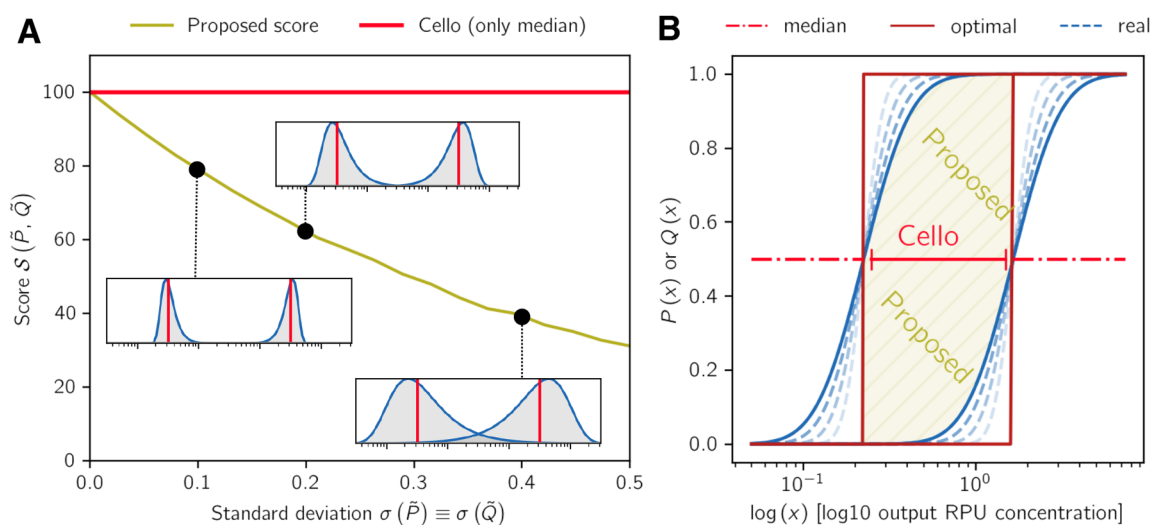 A
Proposed score
Cello (only median)
100
80
60
40
20
0
Score S (P̃, Q̃)
0.0
0.1
0.2
0.3
0.4
0.5
Standard deviation σ (P̃) ≡ σ (Q̃)
B
median
optimal
real
1.0
0.8
0.6
0.4
0.2
0.0
P (x) or Q (x)
Proposed
Cello
Proposed
10⁻¹
10⁰
log (x) [log10 output RPU concentration]